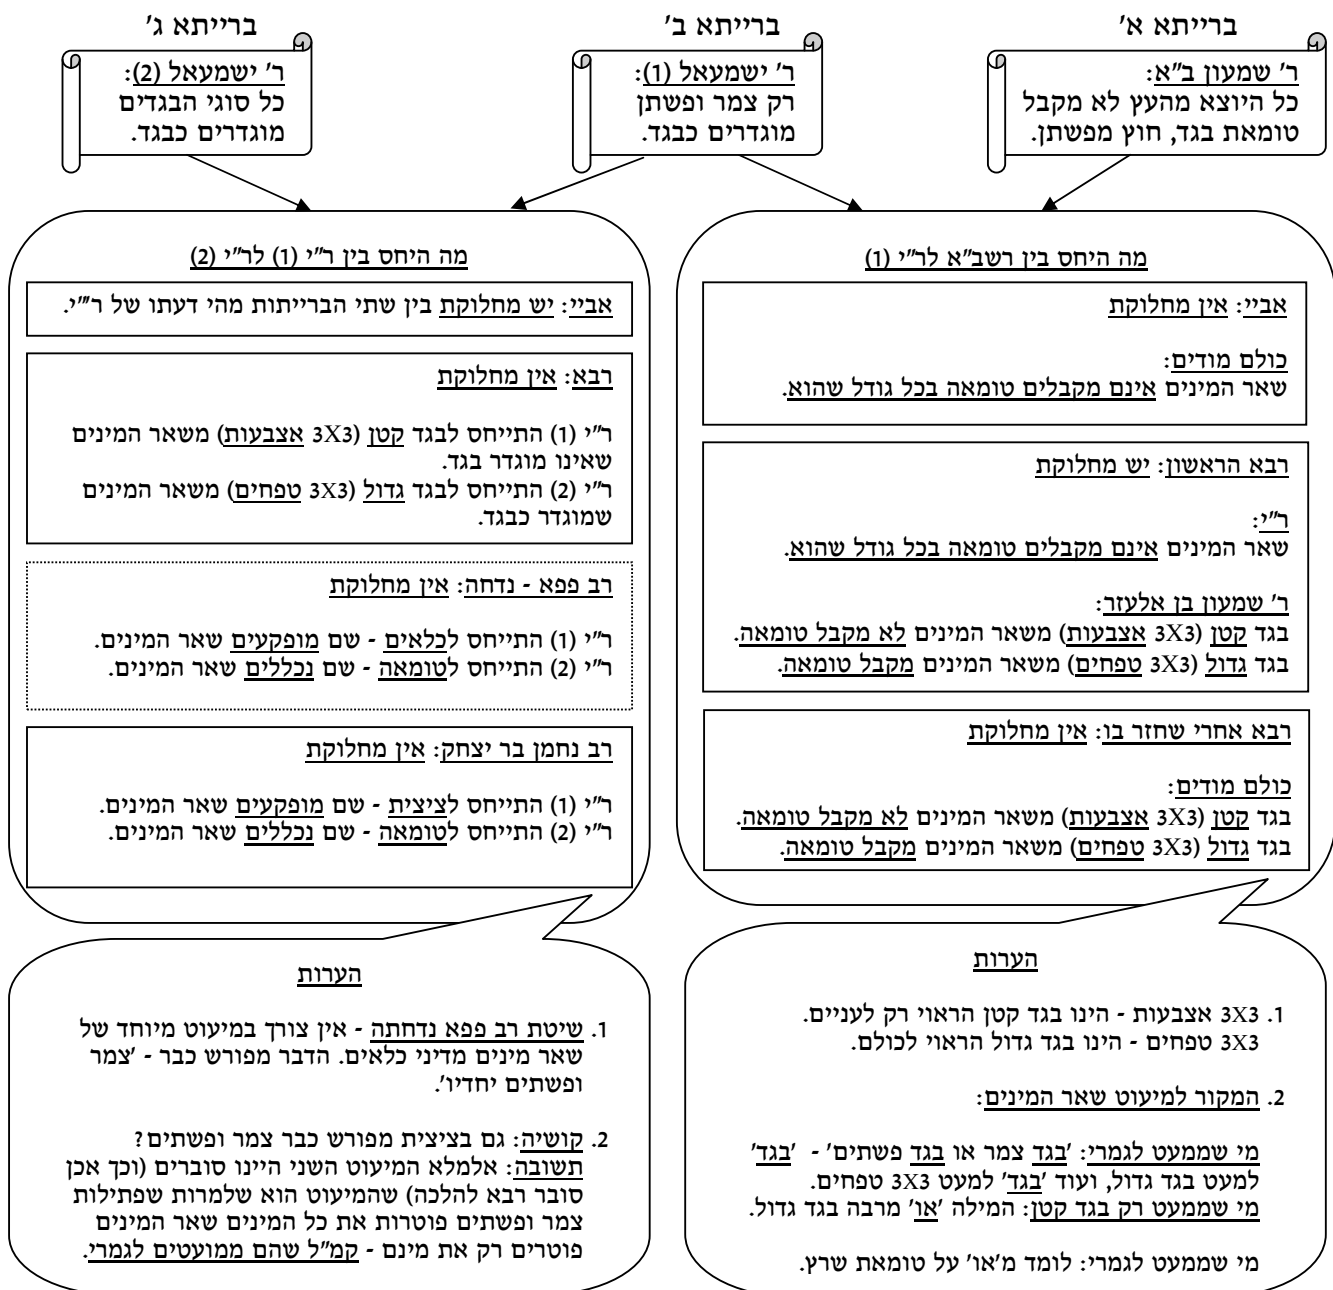 ברייתא א'
ר' שמעון ב"א:
כל היוצא מהעץ לא מקבל
טומאת בגד, חוץ מפשתן.
ברייתא ב'
ר' ישמעאל (1):
רק צמר ופשתן
מוגדרים כבגד.
ברייתא ג'
ר' ישמעאל (2):
כל סוגי הבגדים
מוגדרים כבגד.
מה היחס בין רשב"א לר"י (1)
אביי: אין מחלוקת
כולם מודים:
שאר המינים אינם מקבלים טומאה בכל גודל שהוא.
רבא הראשון: יש מחלוקת
ר"י:
שאר המינים אינם מקבלים טומאה בכל גודל שהוא.
ר' שמעון בן אלעזר:
בגד קטן (3X3 אצבעות) משאר המינים לא מקבל טומאה.
בגד גדול (3X3 טפחים) משאר המינים מקבל טומאה.
רבא אחרי שחזר בו: אין מחלוקת
כולם מודים:
בגד קטן (3X3 אצבעות) משאר המינים לא מקבל טומאה.
בגד גדול (3X3 טפחים) משאר המינים מקבל טומאה.
הערות
1. 3X3 אצבעות - הינו בגד קטן הראוי רק לעניים.
3X3 טפחים - הינו בגד גדול הראוי לכולם.
2. המקור למיעוט שאר המינים:
מי שממעט לגמרי: 'בגד צמר או בגד פשתים' - 'בגד'
למעט בגד גדול, ועוד 'בגד' למעט 3X3 טפחים.
מי שממעט רק בגד קטן: המילה 'או' מרבה בגד גדול.
מי שממעט לגמרי: לומד מ'או' על טומאת שרץ.
מה היחס בין ר"י (1) לר"י (2)
אביי: יש מחלוקת בין שתי הברייתות מהי דעתו של ר"י.
רבא: אין מחלוקת
ר"י (1) התייחס לבגד קטן (3X3 אצבעות) משאר המינים
שאינו מוגדר בגד.
ר"י (2) התייחס לבגד גדול (3X3 טפחים) משאר המינים
שמוגדר כבגד.
רב פפא - נדחה: אין מחלוקת
ר"י (1) התייחס לכלאים - שם מופקעים שאר המינים.
ר"י (2) התייחס לטומאה - שם נכללים שאר המינים.
רב נחמן בר יצחק: אין מחלוקת
ר"י (1) התייחס לציצית - שם מופקעים שאר המינים.
ר"י (2) התייחס לטומאה - שם נכללים שאר המינים.
הערות
1. שיטת רב פפא נדחתה - אין צורך במיעוט מיוחד של
שאר מינים מדיני כלאים. הדבר מפורש כבר - 'צמר
ופשתים יחדיו'.
2. קושיה: גם בציצית מפורש כבר צמר ופשתים?
תשובה: אלמלא המיעוט השני היינו סוברים (וכך אכן
סובר רבא להלכה) שהמיעוט הוא שלמרות שפתילות
צמר ופשתים פוטרות את כל המינים שאר המינים
פוטרים רק את מינם - קמ"ל שהם ממועטים לגמרי.